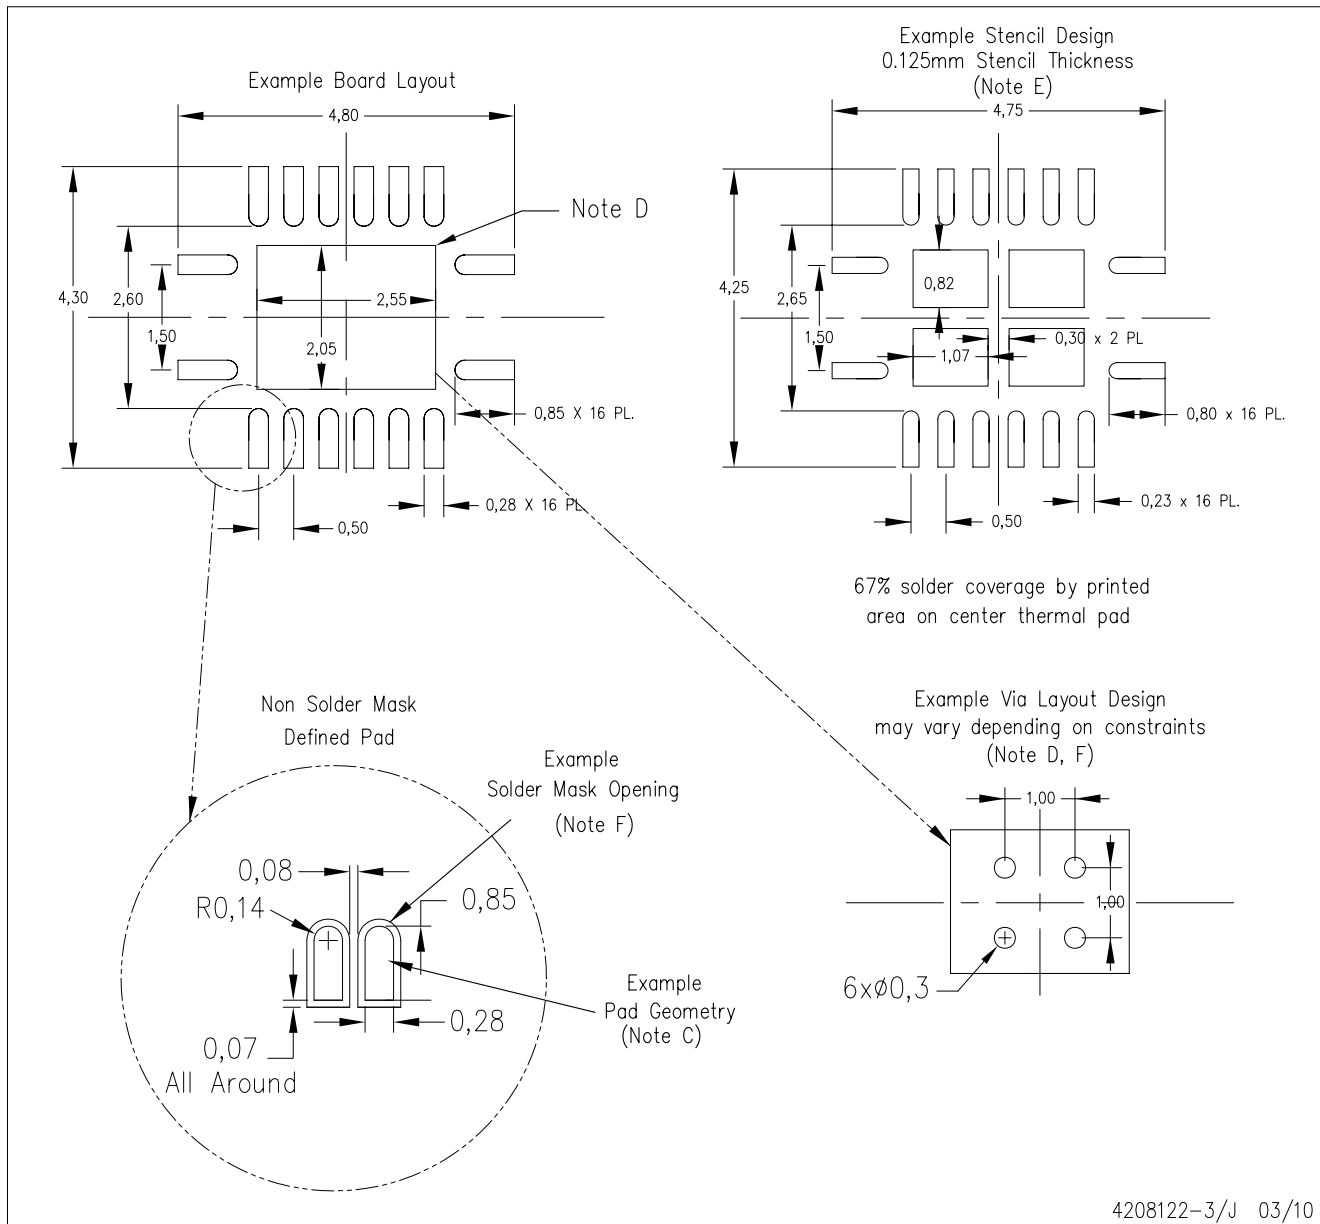 Example Board Layout
4,80
Note D
4,30
2,60
1,50
2,55
2,05
0,85 X 16 PL.
0,28 X 16 PL
0,50
Example Stencil Design
0.125mm Stencil Thickness
(Note E)
4,75
4,25
2,65
1,50
0,82
0,30 x 2 PL
1,07
0,80 x 16 PL.
0,23 x 16 PL.
0,50
67% solder coverage by printed
area on center thermal pad
Non Solder Mask
Defined Pad
Example
Solder Mask Opening
(Note F)
0,08
R0,14
0,85
Example
Pad Geometry
(Note C)
0,28
0,07
All Around
Example Via Layout Design
may vary depending on constraints
(Note D, F)
1,00
1,00
6xø0,3
4208122-3/J 03/10